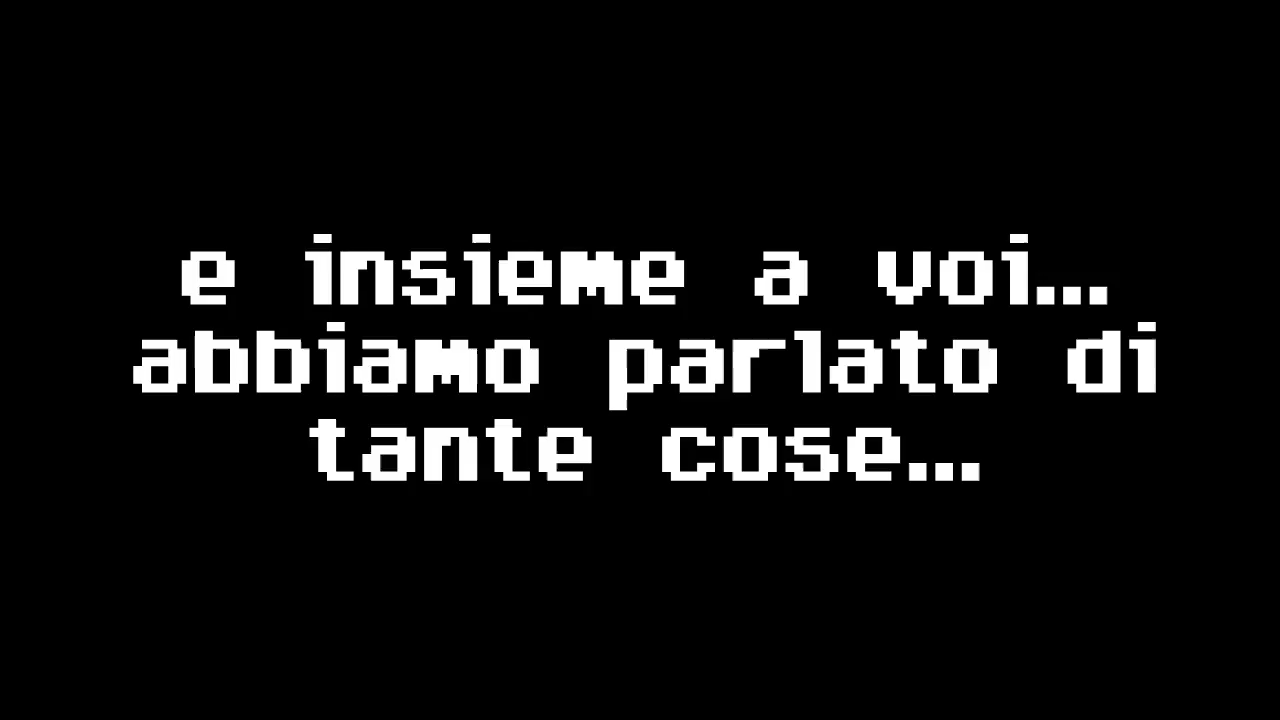 e insieme a voi...
abbiamo parlato di
tante cose...